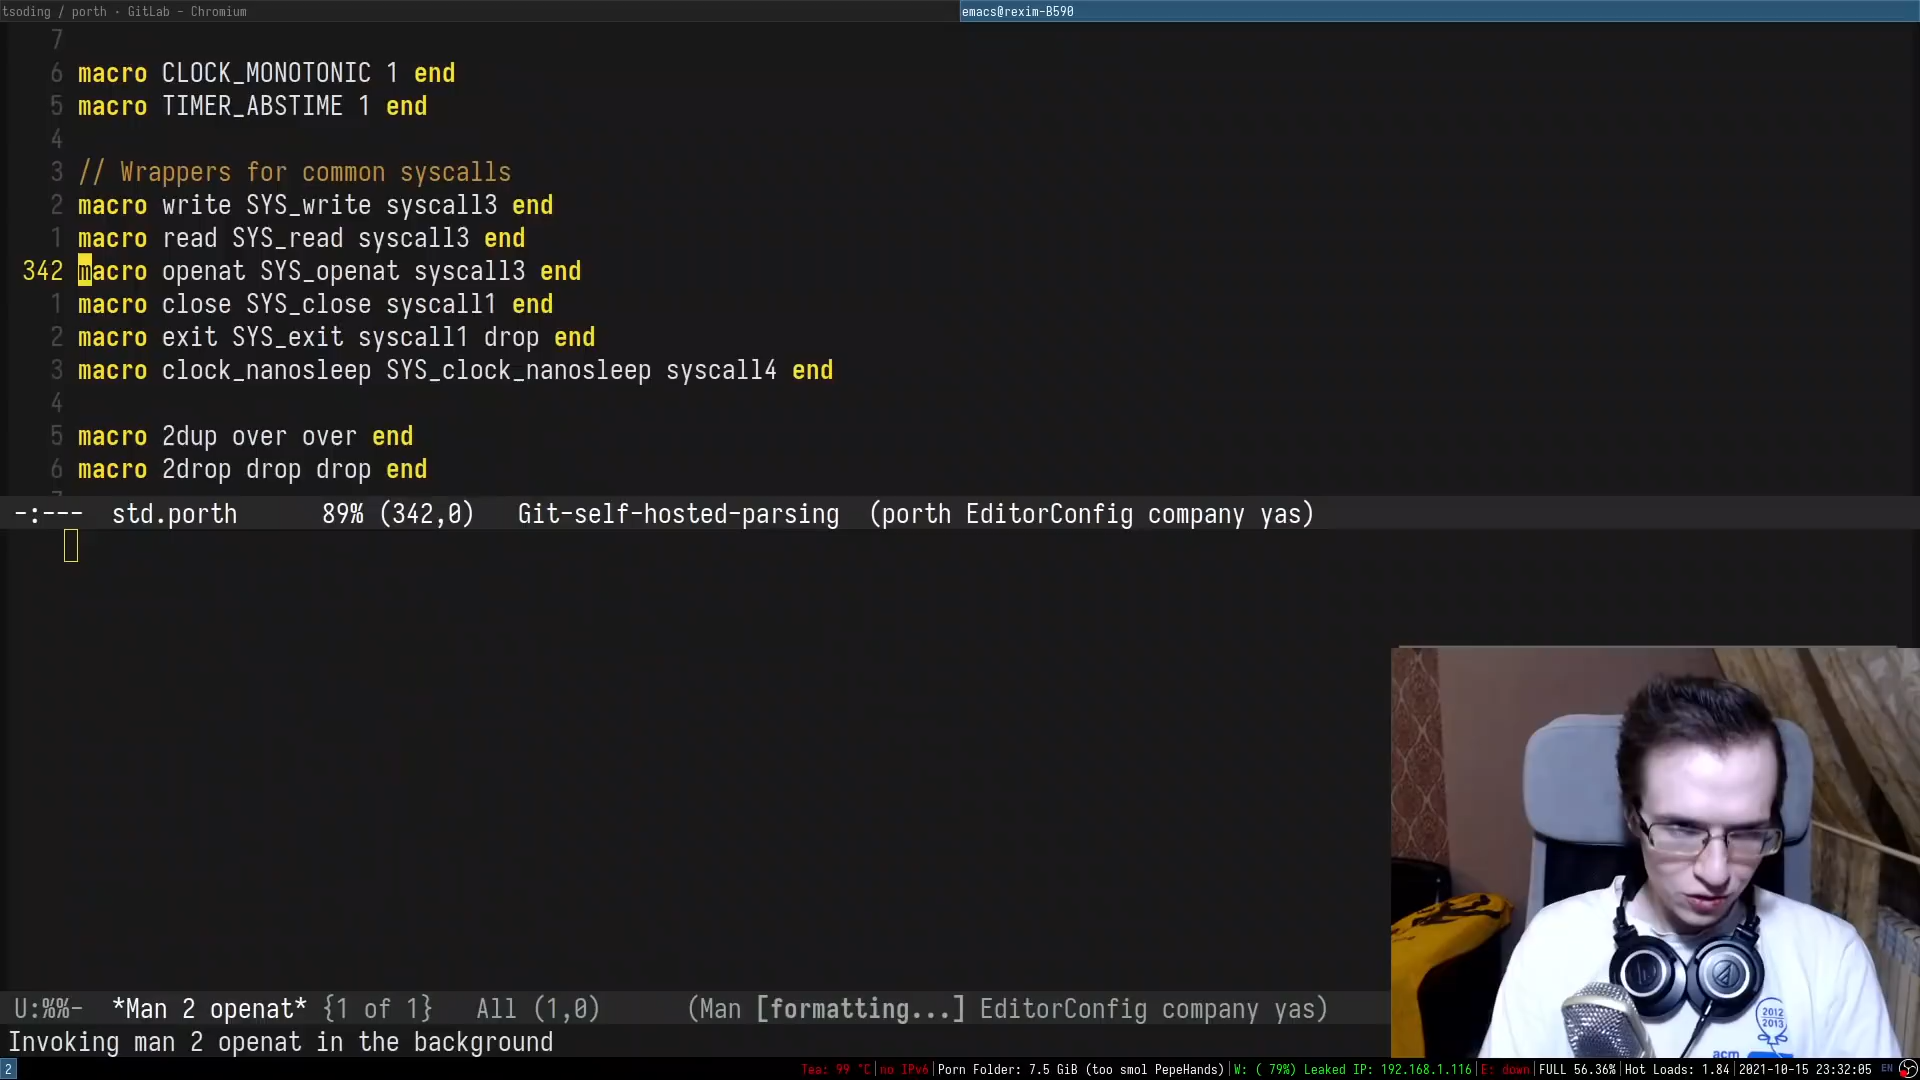 tsoding / porth · GitLab - Chromium
emacs@rexim-B590
7
6 macro CLOCK_MONOTONIC 1 end
5 macro TIMER_ABSTIME 1 end
4
3 // Wrappers for common syscalls
2 macro write SYS_write syscall3 end
1 macro read SYS_read syscall3 end
342 macro openat SYS_openat syscall3 end
1 macro close SYS_close syscall1 end
2 macro exit SYS_exit syscall1 drop end
3 macro clock_nanosleep SYS_clock_nanosleep syscall4 end
4
5 macro 2dup over over end
6 macro 2drop drop drop end
-:--- std.porth 89% (342,0) Git-self-hosted-parsing (porth EditorConfig company yas)
2012
2013
acm
U:%%- *Man 2 openat* {1 of 1} All (1,0) (Man [formatting...] EditorConfig company yas)
Invoking man 2 openat in the background
2 Tea: 99 °C|no IPv6|Porn Folder: 7.5 GiB (too smol PepeHands)|W: ( 79%) Leaked IP: 192.168.1.116|E: down|FULL 56.36%|Hot Loads: 1.84|2021-10-15 23:32:05 EN